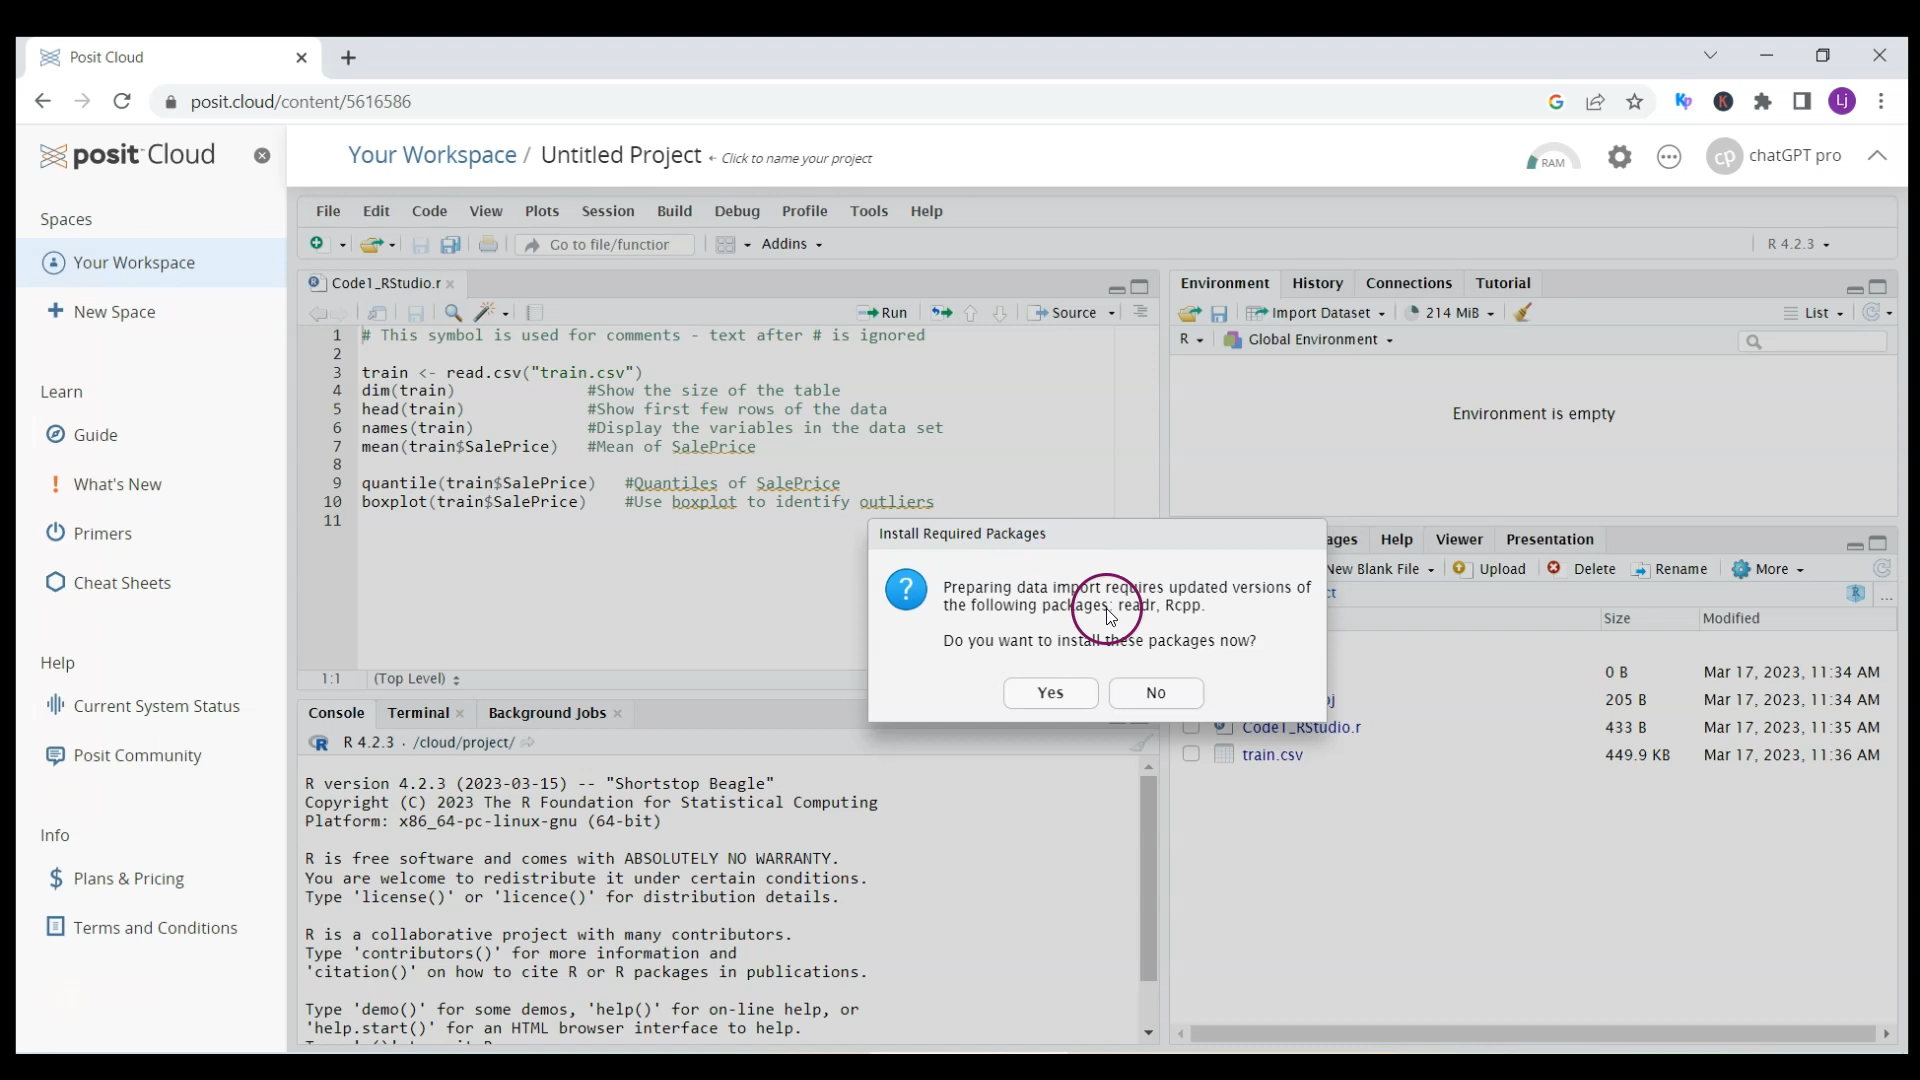 Posit Cloud
posit.cloud/content/5616586
Lj
posit Cloud
Your Workspace / Untitled Project
Click to name your project
RAM
cp
chatGPT pro
Spaces
Your Workspace
New Space
Learn
Guide
What's New
Primers
Cheat Sheets
Help
Current System Status
Posit Community
Info
Plans & Pricing
Terms and Conditions
File Edit Code View Plots Session Build Debug Profile Tools Help
Go to file/function
Addins
R 4.2.3
Code1_RStudio.r
Run
Source
1 # This symbol is used for comments - text after # is ignored
2
3 train <- read.csv("train.csv")
4 dim(train) #Show the size of the table
5 head(train) #Show first few rows of the data
6 names(train) #Display the variables in the data set
7 mean(train$SalePrice) #Mean of SalePrice
8
9 quantile(train$SalePrice) #Quantiles of SalePrice
10 boxplot(train$SalePrice) #Use boxplot to identify outliers
11
1:1 (Top Level)
Console Terminal Background Jobs
R 4.2.3 · /cloud/project/
R version 4.2.3 (2023-03-15) -- "Shortstop Beagle"
Copyright (C) 2023 The R Foundation for Statistical Computing
Platform: x86_64-pc-linux-gnu (64-bit)
R is free software and comes with ABSOLUTELY NO WARRANTY.
You are welcome to redistribute it under certain conditions.
Type 'license()' or 'licence()' for distribution details.
R is a collaborative project with many contributors.
Type 'contributors()' for more information and
'citation()' on how to cite R or R packages in publications.
Type 'demo()' for some demos, 'help()' for on-line help, or
'help.start()' for an HTML browser interface to help.
Install Required Packages
Preparing data import requires updated versions of
the following packages: readr, Rcpp.
Do you want to install these packages now?
Yes No
Environment History Connections Tutorial
Import Dataset
214 MiB
List
R
Global Environment
Environment is empty
ages Help Viewer Presentation
New Blank File Upload Delete Rename More
ct
Size Modified
0 B Mar 17, 2023, 11:34 AM
oj 205 B Mar 17, 2023, 11:34 AM
Code1_RStudio.r 433 B Mar 17, 2023, 11:35 AM
train.csv 449.9 KB Mar 17, 2023, 11:36 AM